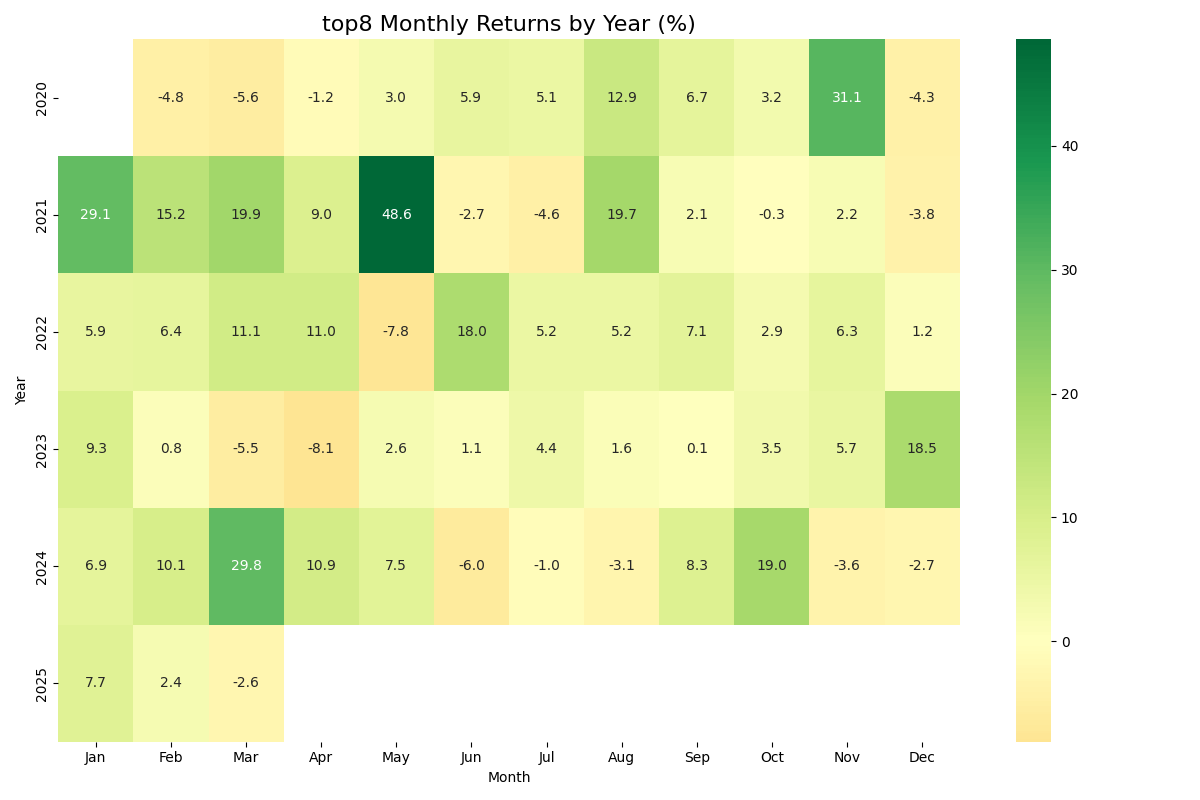 top8 Monthly Returns by Year (%)
2020 -4.8 -5.6 -1.2 3.0 5.9 5.1 12.9 6.7 3.2 31.1 -4.3
2021 29.1 15.2 19.9 9.0 48.6 -2.7 -4.6 19.7 2.1 -0.3 2.2 -3.8
2022 5.9 6.4 11.1 11.0 -7.8 18.0 5.2 5.2 7.1 2.9 6.3 1.2
2023 9.3 0.8 -5.5 -8.1 2.6 1.1 4.4 1.6 0.1 3.5 5.7 18.5
2024 6.9 10.1 29.8 10.9 7.5 -6.0 -1.0 -3.1 8.3 19.0 -3.6 -2.7
2025 7.7 2.4 -2.6
Year
Jan Feb Mar Apr May Jun Jul Aug Sep Oct Nov Dec
Month
40
30
20
10
0